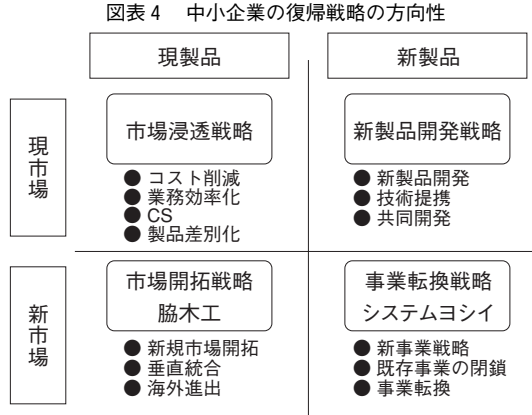 図表4 中小企業の復帰戦略の方向性
現製品
新製品
現市場
市場浸透戦略
● コスト削減
● 業務効率化
● CS
● 製品差別化
新製品開発戦略
● 新製品開発
● 技術提携
● 共同開発
新市場
市場開拓戦略
脇木工
● 新規市場開拓
● 垂直統合
● 海外進出
事業転換戦略
システムヨシイ
● 新事業戦略
● 既存事業の閉鎖
● 事業転換